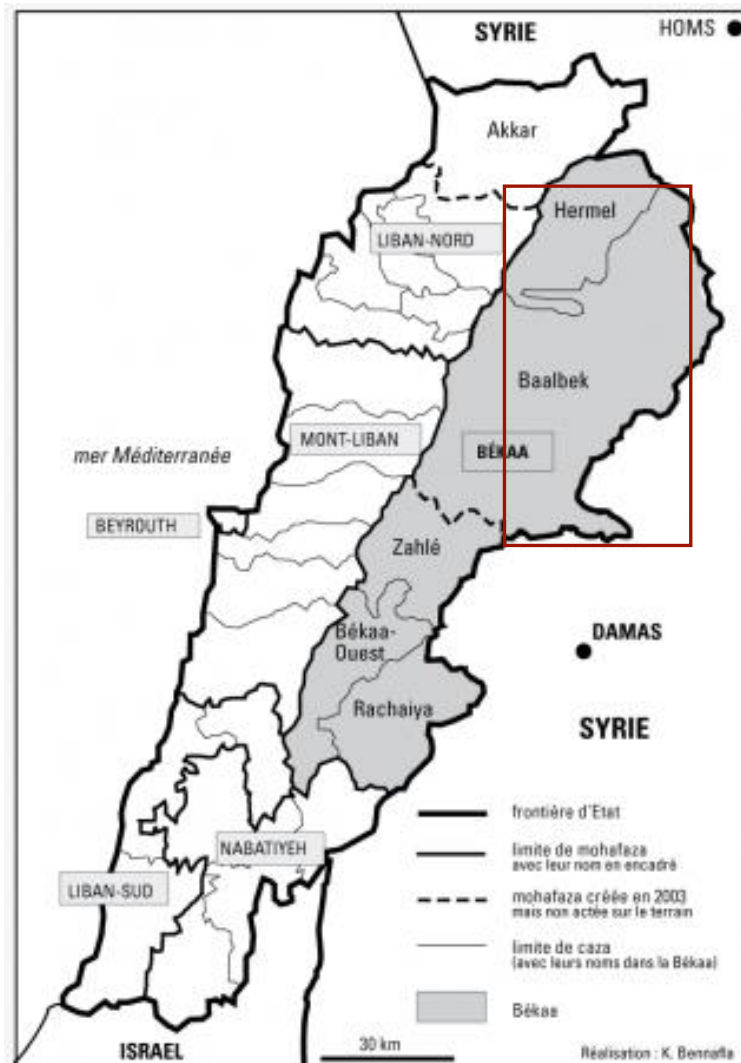 SYRIE
HOMS
Akkar
Hermel
LIBAN-NORD
Baalbek
MONT-LIBAN
BÉKAA
mer Méditerranée
BEYROUTH
Zahlé
Békaa-
Ouest
DAMAS
Rachaiya
SYRIE
frontière d'Etat
NABATIYEH
limite de mohafaza
avec leur nom en encadré
LIBAN-SUD
mohafaza créée en 2003
mais non actée sur le terrain
limite de caza
(avec leurs noms dans la Békaa)
Békaa
ISRAEL
30 km
Réalisation : K. Bennafla